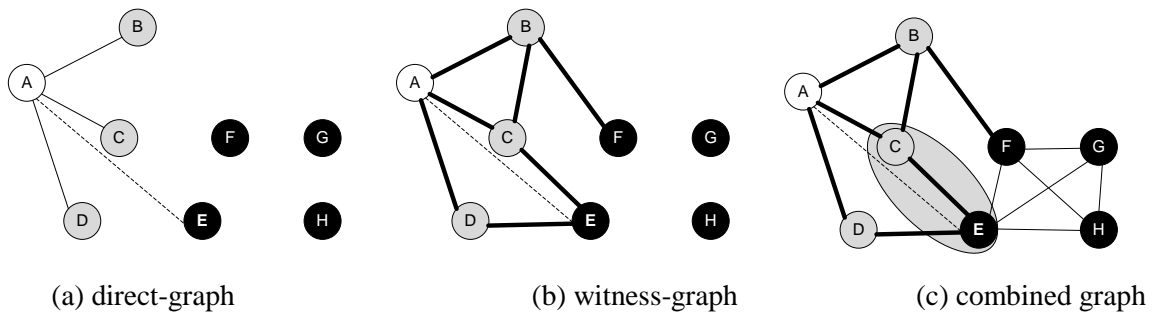 B
A
C
F
G
D
E
H
(a) direct-graph
B
A
C
F
G
D
E
H
(b) witness-graph
B
A
C
F
G
D
E
H
(c) combined graph